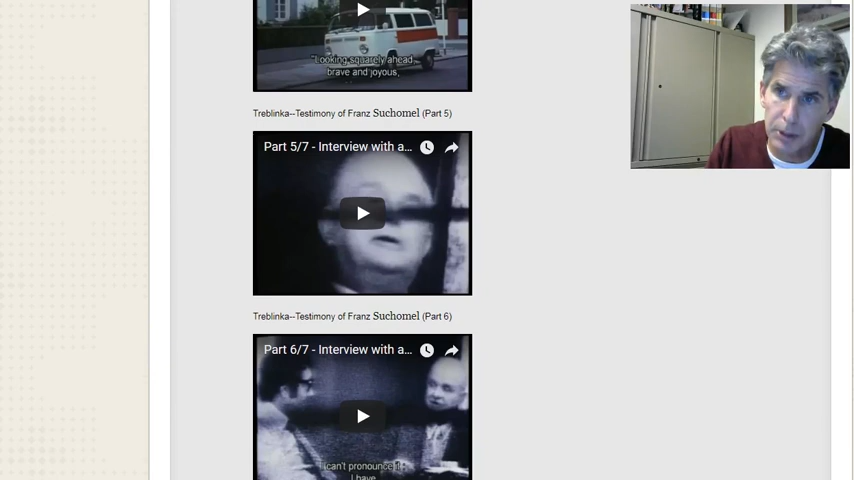 "Looking squarely ahead,
brave and joyous,
Treblinka--Testimony of Franz Suchomel (Part 5)
Part 5/7 - Interview with a...
Treblinka--Testimony of Franz Suchomel (Part 6)
Part 6/7 - Interview with a...
I can't pronounce it
I have